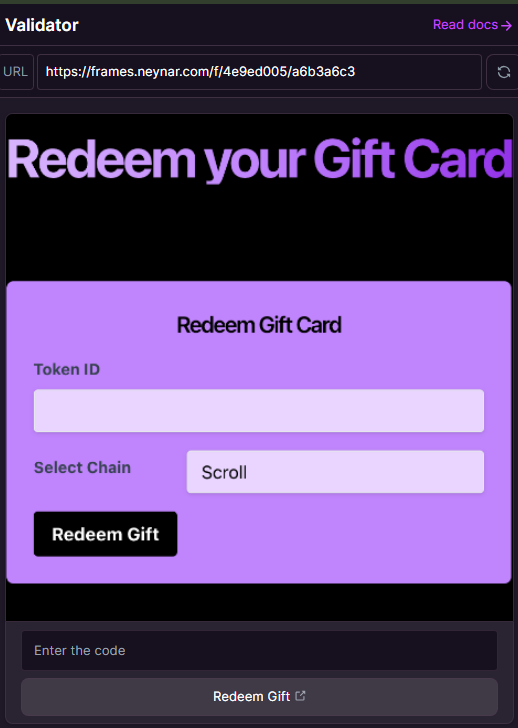 Validator
Read docs →
URL https://frames.neynar.com/f/4e9ed005/a6b3a6c3
Redeem your Gift Card
Redeem Gift Card
Token ID
Select Chain Scroll
Redeem Gift
Enter the code
Redeem Gift